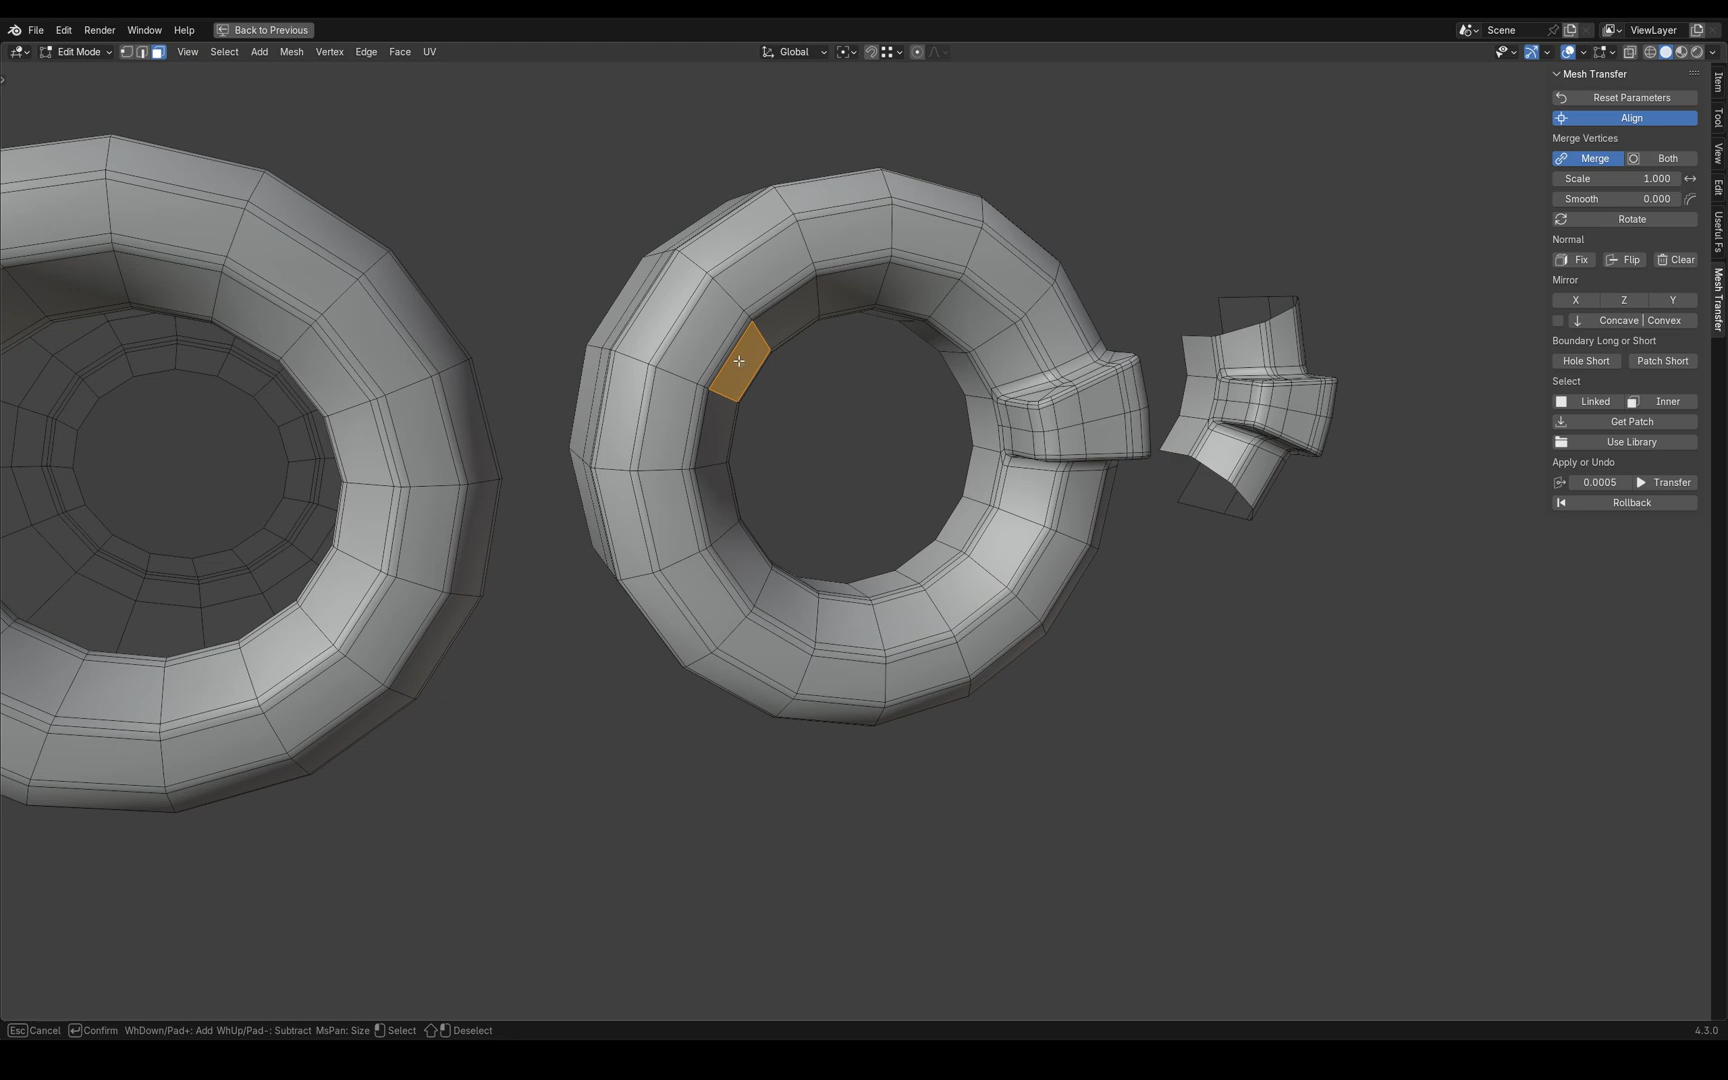 File Edit Render Window Help Back to Previous Scene ViewLayer
Edit Mode View Select Add Mesh Vertex Edge Face UV Global
Mesh Transfer
Reset Parameters
Align
Merge Vertices
Merge Both
Scale 1.000
Smooth 0.000
Rotate
Normal
Fix Flip Clear
Mirror
X Z Y
Concave | Convex
Boundary Long or Short
Hole Short Patch Short
Select
Linked Inner
Get Patch
Use Library
Apply or Undo
0.0005 Transfer
Rollback
Item
Tool
View
Edit
Useful Fs
Mesh Transfer
Esc Cancel Confirm WhDown/Pad+: Add WhUp/Pad-: Subtract MsPan: Size Select Deselect 4.3.0